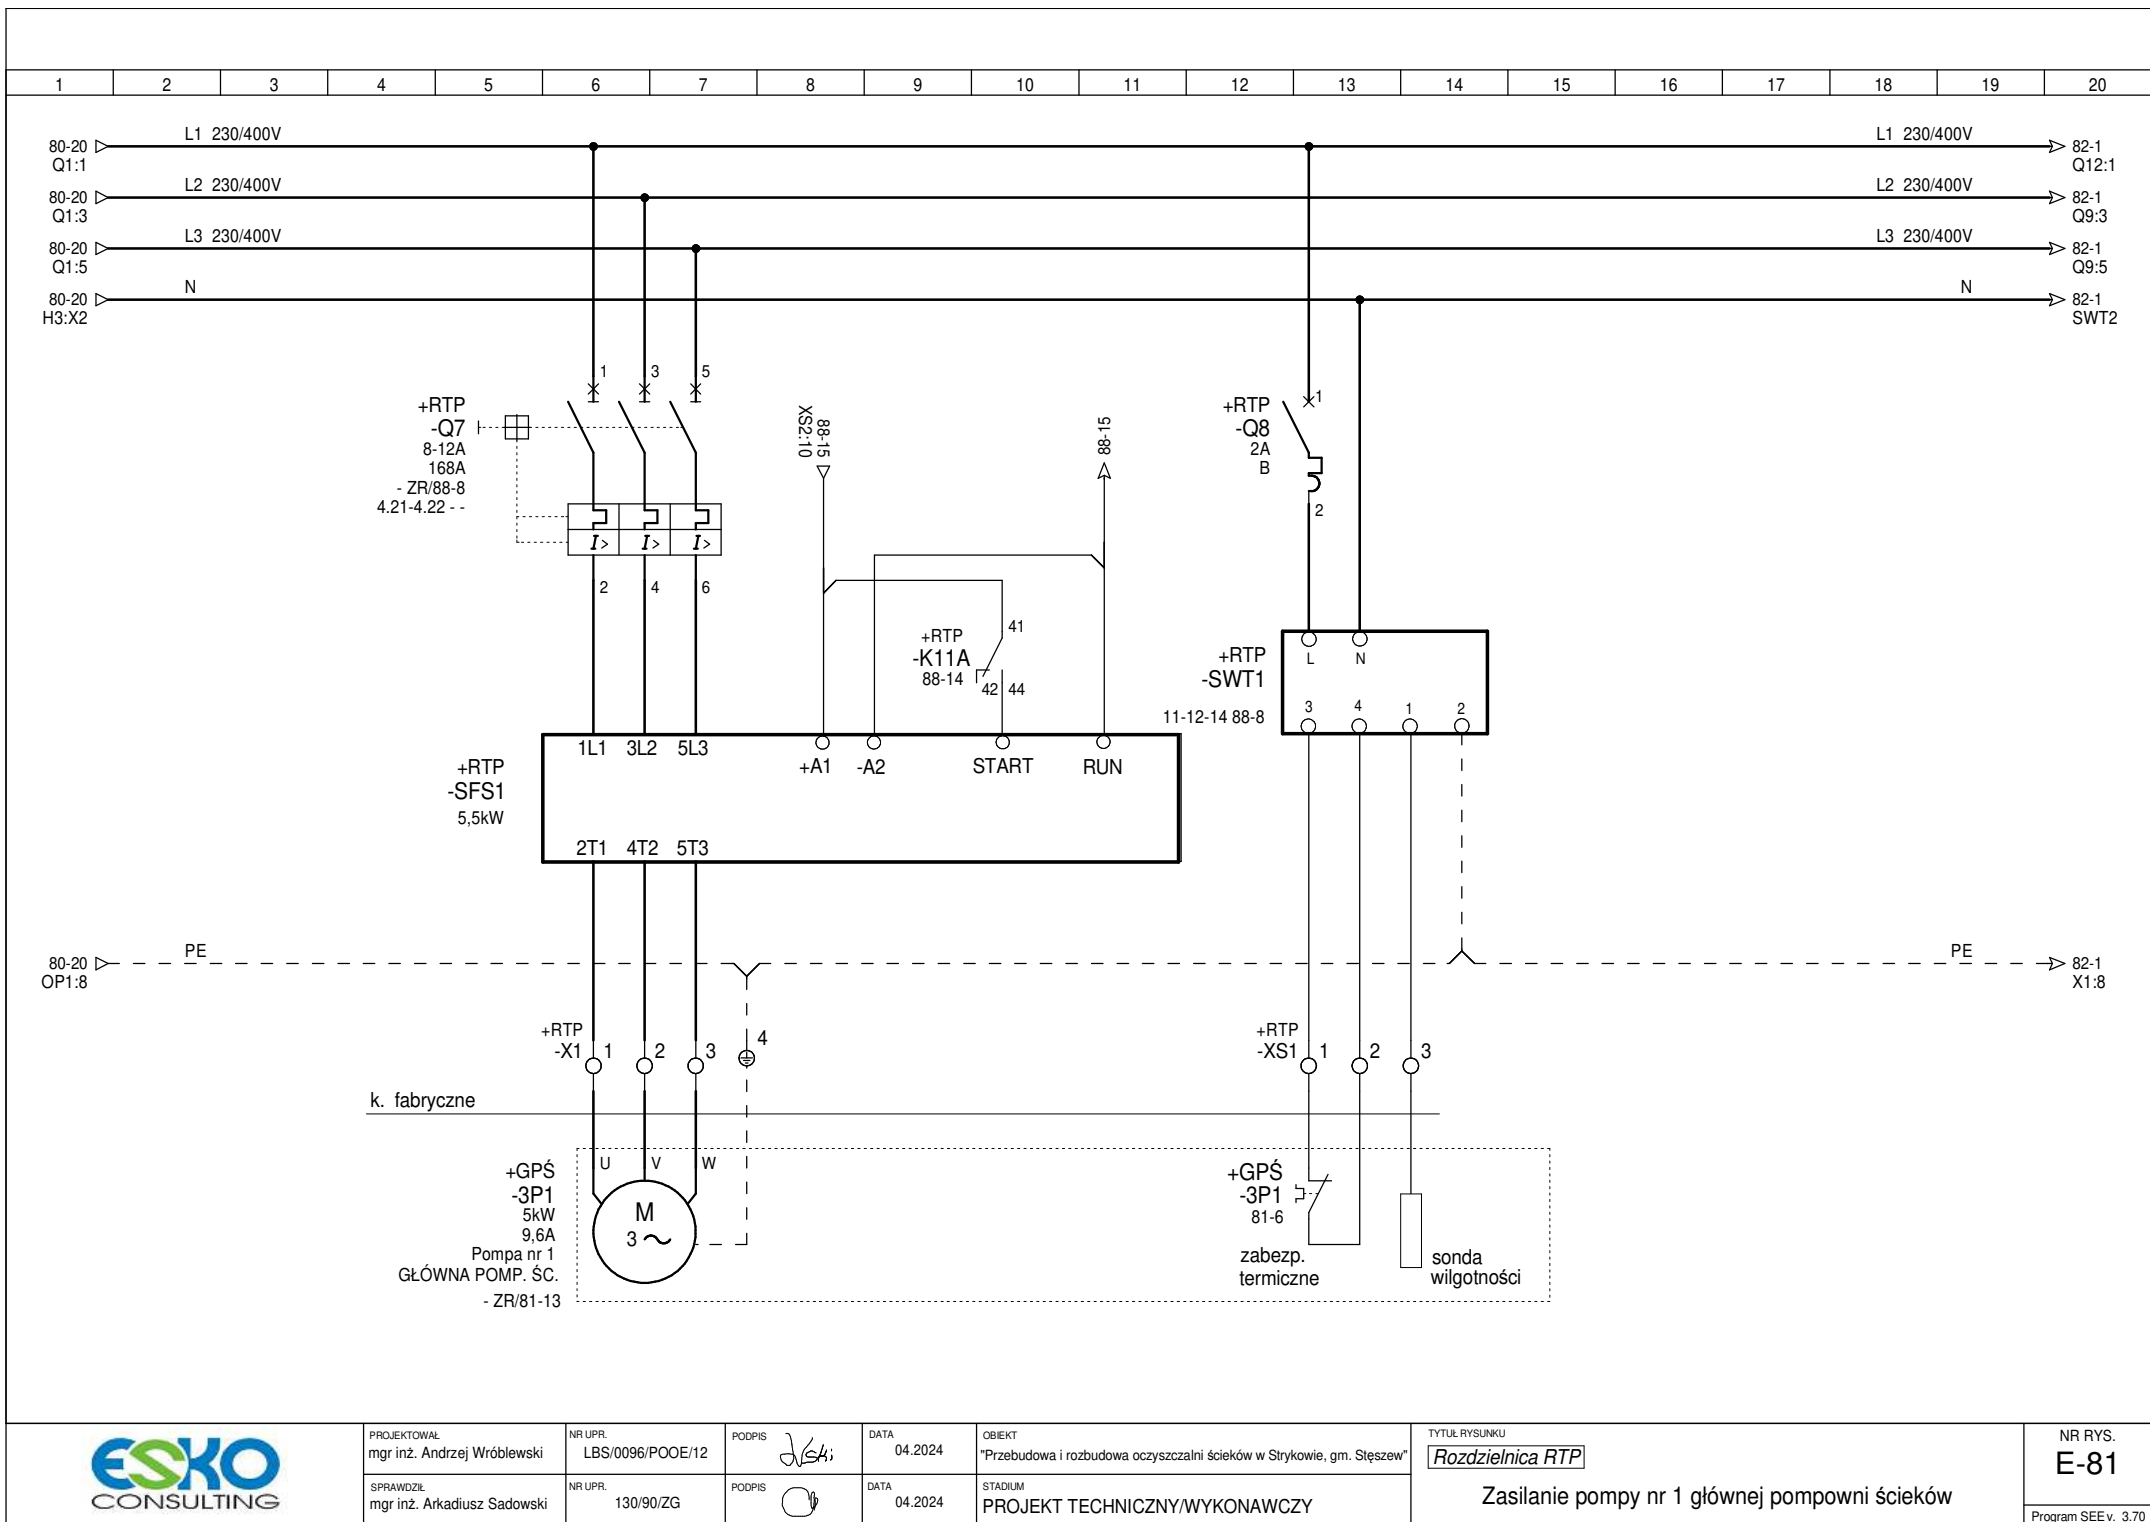 1 2 3 4 5 6 7 8 9 10 11 12 13 14 15 16 17 18 19 20
80-20 L1 230/400V L1 230/400V 82-1
Q1:1 Q12:1
80-20 L2 230/400V L2 230/400V 82-1
Q1:3 Q9:3
80-20 L3 230/400V L3 230/400V 82-1
Q1:5 Q9:5
80-20 N N 82-1
H3:X2 SWT2
1 3 5
+RTP
-Q7
8-12A
168A
- ZR/88-8
4.21-4.22 - -
I> I> I>
2 4 6
88-15
XS2:10
88-15
+RTP
-K11A
88-14
41
42 44
+RTP
-Q8
2A
B
1
2
+RTP
-SWT1
11-12-14 88-8
L N
3 4 1 2
1L1 3L2 5L3 +A1 -A2 START RUN
+RTP
-SFS1
5,5kW
2T1 4T2 5T3
80-20 PE PE 82-1
OP1:8 X1:8
+RTP
-X1 1 2 3 4
+RTP
-XS1 1 2 3
k. fabryczne
+GPŚ
-3P1
5kW
9,6A
Pompa nr 1
GŁÓWNA POMP. ŚC.
- ZR/81-13
U V W
M
3
+GPŚ
-3P1
81-6
zabezp.
termiczne
sonda
wilgotności
ESKO
CONSULTING
PROJEKTOWAŁ
mgr inż. Andrzej Wróblewski
NR UPR.
LBS/0096/POOE/12
PODPIS
DATA
04.2024
OBIEKT
"Przebudowa i rozbudowa oczyszczalni ścieków w Strykowie, gm. Stęszew"
SPRAWDZIŁ
mgr inż. Arkadiusz Sadowski
NR UPR.
130/90/ZG
PODPIS
DATA
04.2024
STADIUM
PROJEKT TECHNICZNY/WYKONAWCZY
TYTUŁ RYSUNKU
Rozdzielnica RTP
Zasilanie pompy nr 1 głównej pompowni ścieków
NR RYS.
E-81
Program SEE v. 3.70